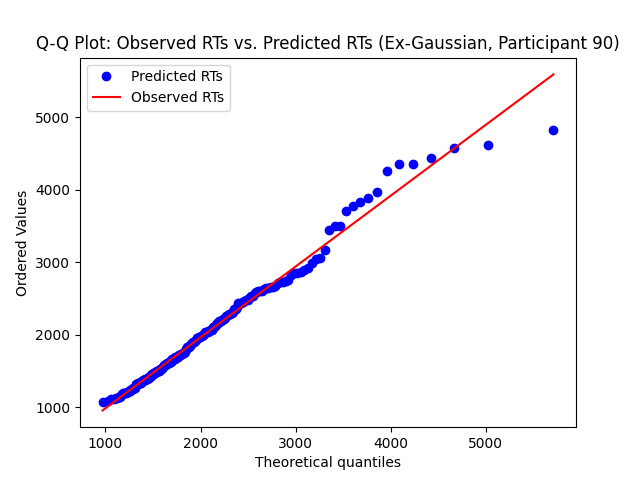 Q-Q Plot: Observed RTs vs. Predicted RTs (Ex-Gaussian, Participant 90)
Predicted RTs
Observed RTs
Ordered Values
5000
4000
3000
2000
1000
1000 2000 3000 4000 5000
Theoretical quantiles